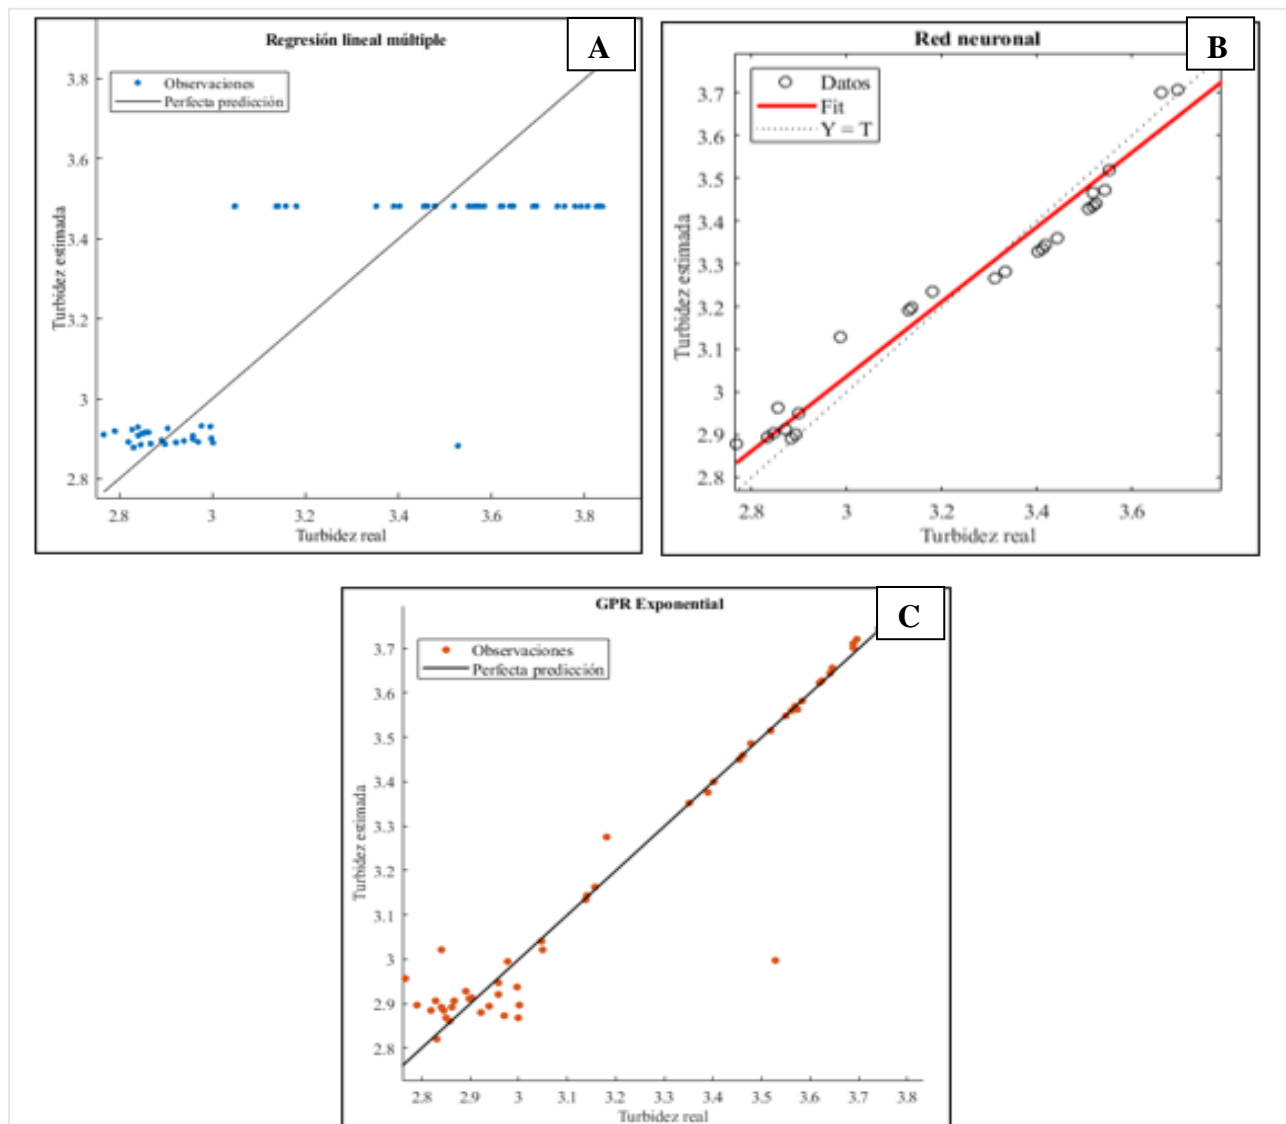 Regresión lineal múltiple
A
Observaciones
Perfecta predicción
3.8
3.6
3.4
3.2
3
2.8
Turbidez estimada
2.8 3 3.2 3.4 3.6 3.8
Turbidez real
Red neuronal
B
Datos
Fit
Y = T
3.7
3.6
3.5
3.4
3.3
3.2
3.1
3
2.9
2.8
Turbidez estimada
2.8 3 3.2 3.4 3.6
Turbidez real
GPR Exponential
C
Observaciones
Perfecta predicción
3.7
3.6
3.5
3.4
3.3
3.2
3.1
3
2.9
2.8
Turbidez estimada
2.8 2.9 3 3.1 3.2 3.3 3.4 3.5 3.6 3.7 3.8
Turbidez real